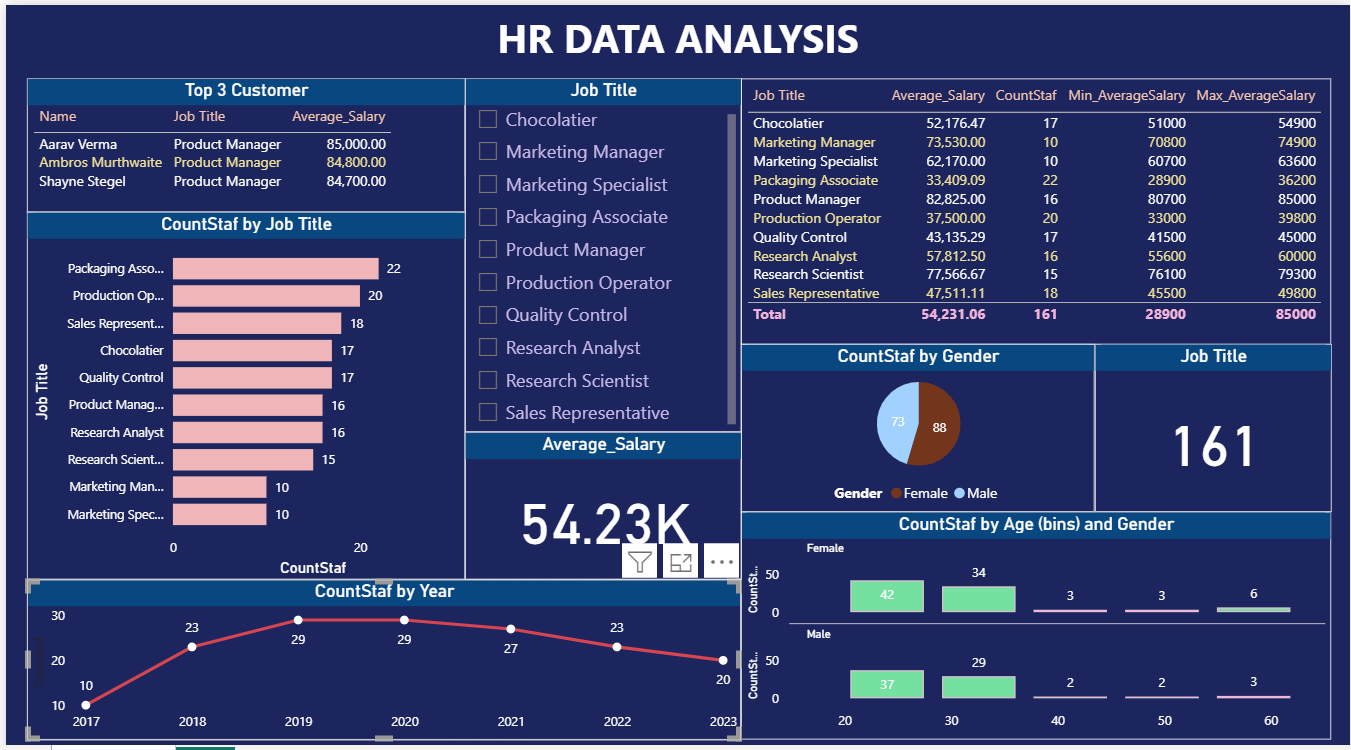 HR DATA ANALYSIS
Top 3 Customer
Name Job Title Average_Salary
Aarav Verma Product Manager 85,000.00
Ambros Murthwaite Product Manager 84,800.00
Shayne Stegel Product Manager 84,700.00
CountStaf by Job Title
Job Title
Packaging Asso... 22
Production Op... 20
Sales Represent... 18
Chocolatier 17
Quality Control 17
Product Manag... 16
Research Analyst 16
Research Scient... 15
Marketing Man... 10
Marketing Spec... 10
0 20
CountStaf
Job Title
Chocolatier
Marketing Manager
Marketing Specialist
Packaging Associate
Product Manager
Production Operator
Quality Control
Research Analyst
Research Scientist
Sales Representative
Average_Salary
54.23K
Job Title Average_Salary CountStaf Min_AverageSalary Max_AverageSalary
Chocolatier 52,176.47 17 51000 54900
Marketing Manager 73,530.00 10 70800 74900
Marketing Specialist 62,170.00 10 60700 63600
Packaging Associate 33,409.09 22 28900 36200
Product Manager 82,825.00 16 80700 85000
Production Operator 37,500.00 20 33000 39800
Quality Control 43,135.29 17 41500 45000
Research Analyst 57,812.50 16 55600 60000
Research Scientist 77,566.67 15 76100 79300
Sales Representative 47,511.11 18 45500 49800
Total 54,231.06 161 28900 85000
CountStaf by Gender
73 88
Gender Female Male
Job Title
161
CountStaf by Year
30
20
10
10 23 29 29 27 23 20
2017 2018 2019 2020 2021 2022 2023
CountStaf by Age (bins) and Gender
Female
CountSt...
50
0
42 34 3 3 6
Male
CountSt...
50
0
37 29 2 2 3
20 30 40 50 60